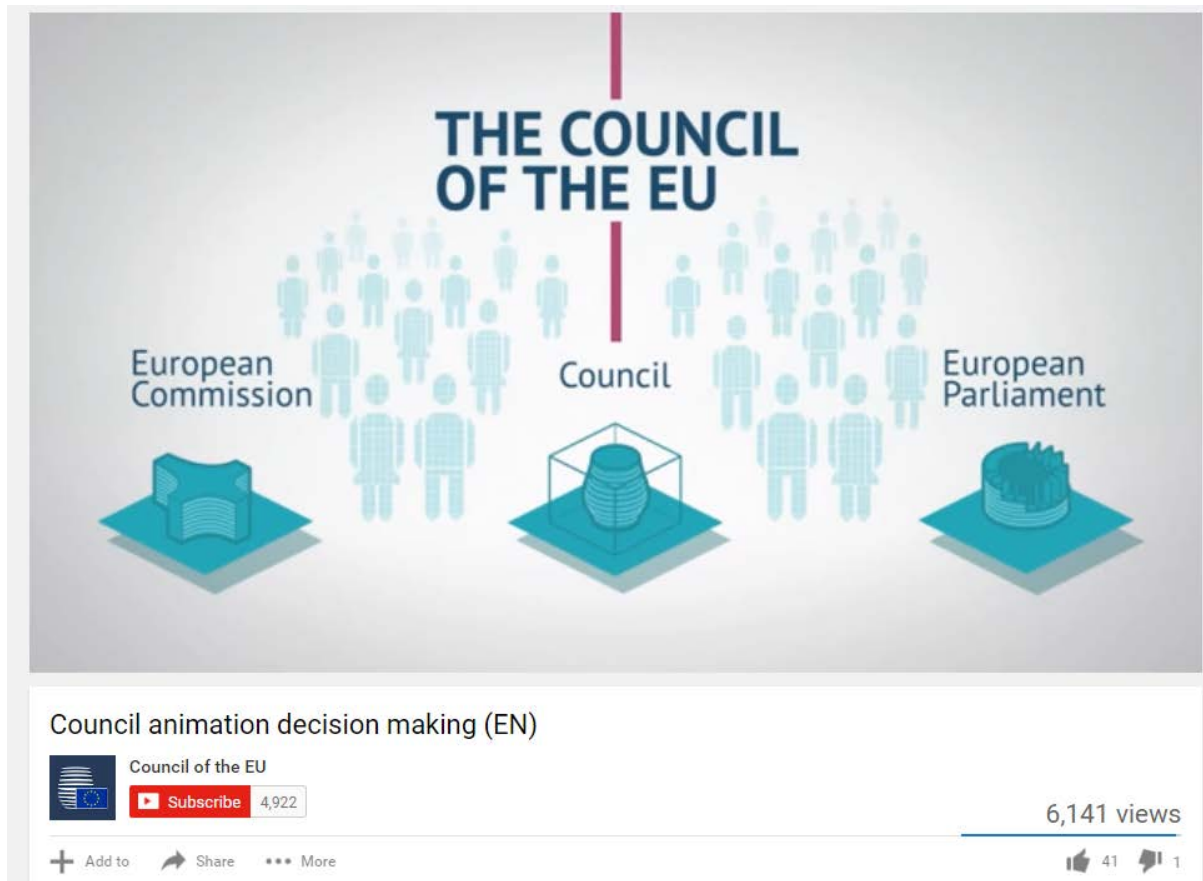 THE COUNCIL
OF THE EU
European
Commission
Council
European
Parliament
Council animation decision making (EN)
Council of the EU
Subscribe 4,922
6,141 views
Add to Share More
41 1